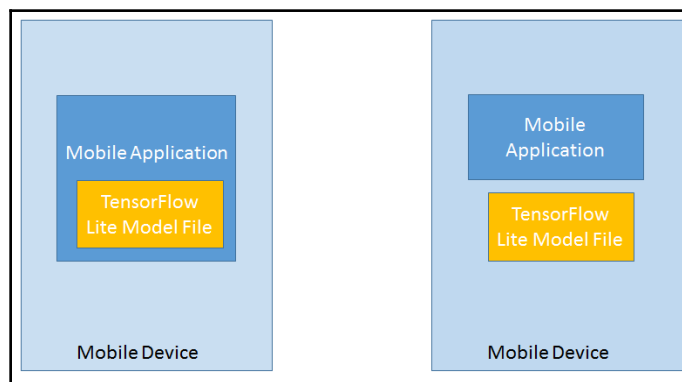 Mobile Application
TensorFlow
Lite Model File
Mobile Device
Mobile
Application
TensorFlow
Lite Model File
Mobile Device